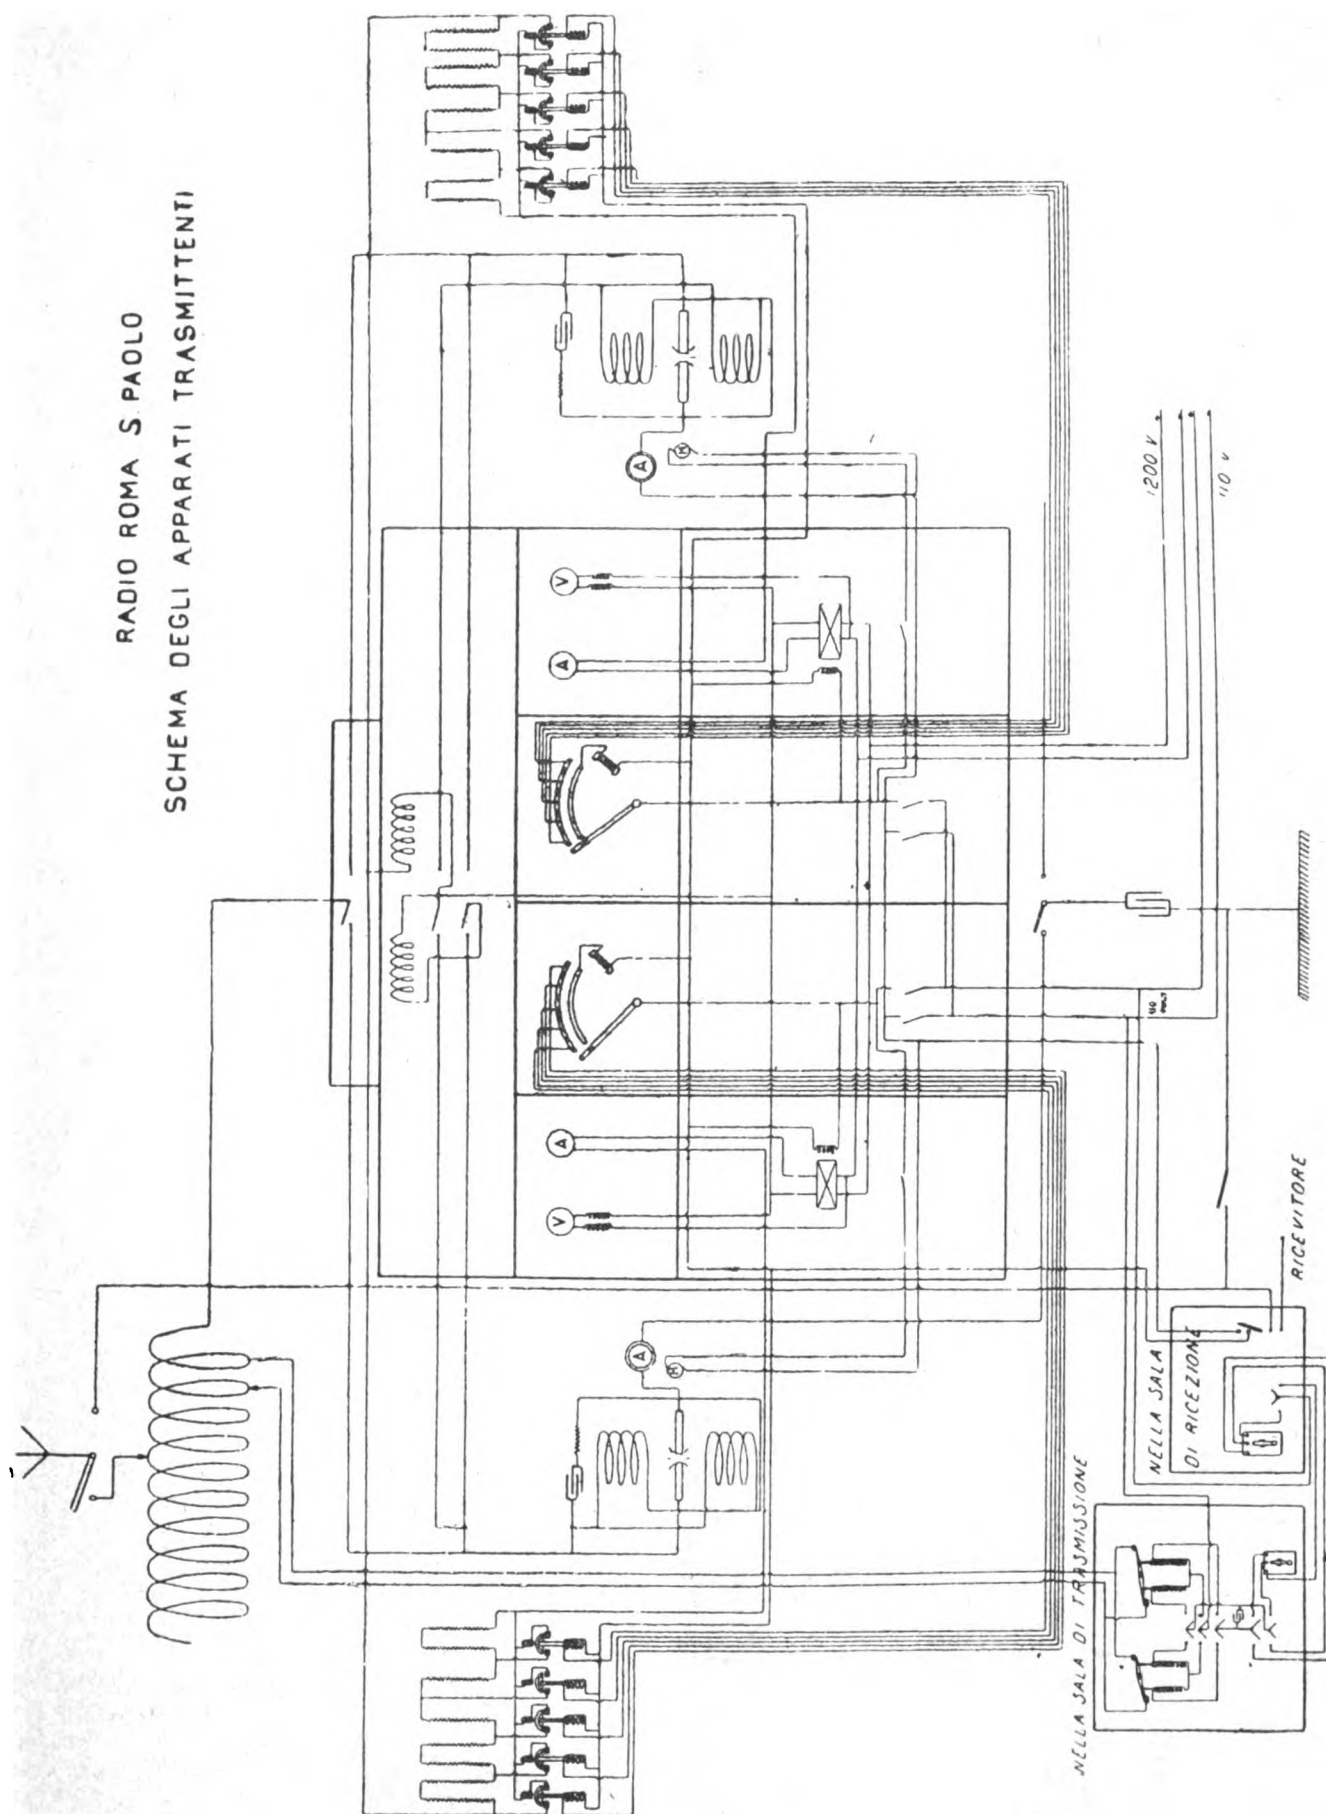 RADIO ROMA S. PAOLO
SCHEMA DEGLI APPARATI TRASMITTENTI
A
M
V
A
1200 V
110 V
A
V
A
M
RICEVITORE
NELLA SALA
DI RICEZIONE
NELLA SALA DI TRASMISSIONE